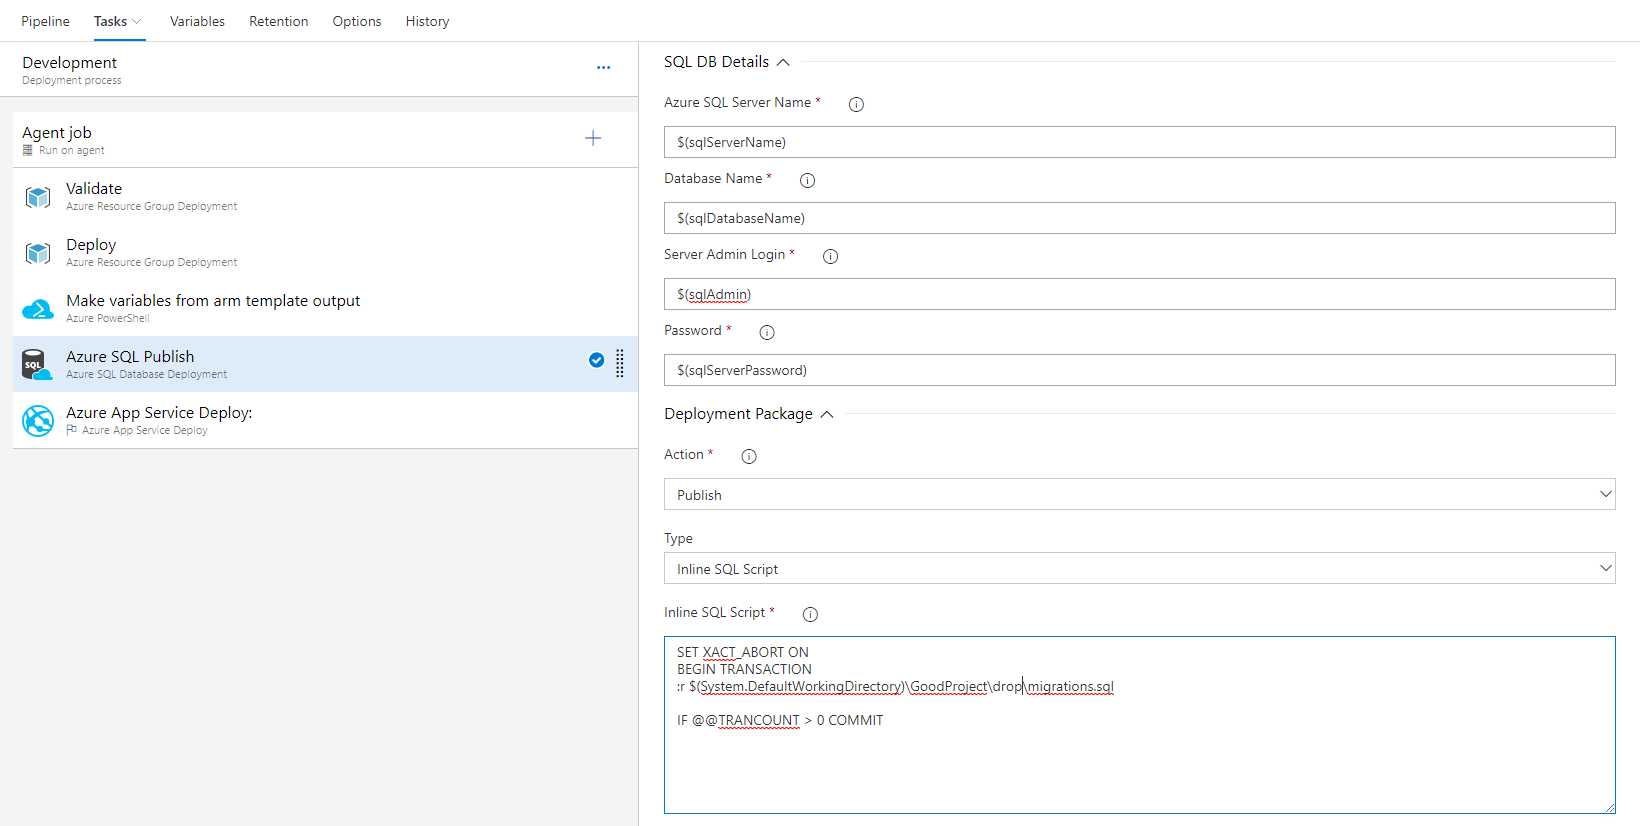 Pipeline Tasks Variables Retention Options History
Development
Deployment process
Agent job
Run on agent
Validate
Azure Resource Group Deployment
Deploy
Azure Resource Group Deployment
Make variables from arm template output
Azure PowerShell
SQL
Azure SQL Publish
Azure SQL Database Deployment
Azure App Service Deploy:
Azure App Service Deploy
SQL DB Details
Azure SQL Server Name *
$(sqlServerName)
Database Name *
$(sqlDatabaseName)
Server Admin Login *
$(sqlAdmin)
Password *
$(sqlServerPassword)
Deployment Package
Action *
Publish
Type
Inline SQL Script
Inline SQL Script *
SET XACT_ABORT ON
BEGIN TRANSACTION
:r $(System.DefaultWorkingDirectory)\GoodProject\drop\migrations.sql
IF @@TRANCOUNT > 0 COMMIT